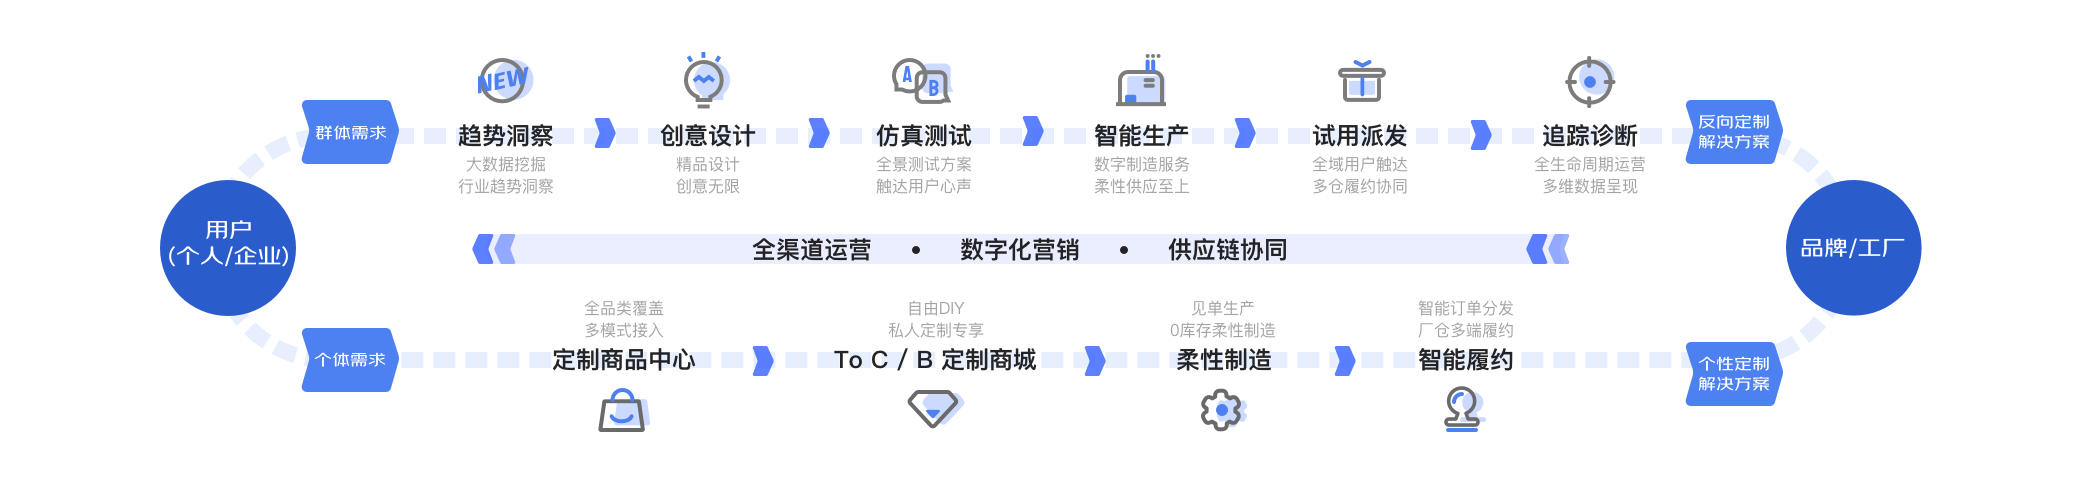 NEW
A
B
群体需求
趋势洞察
大数据挖掘
行业趋势洞察
创意设计
精品设计
创意无限
仿真测试
全景测试方案
触达用户心声
智能生产
数字制造服务
柔性供应至上
试用派发
全域用户触达
多仓履约协同
追踪诊断
全生命周期运营
多维数据呈现
反向定制
解决方案
用户
(个人/企业)
全渠道运营 • 数字化营销 • 供应链协同
品牌/工厂
个体需求
全品类覆盖
多模式接入
定制商品中心
自由DIY
私人定制专享
To C / B 定制商城
见单生产
0库存柔性制造
柔性制造
智能订单分发
厂仓多端履约
智能履约
个性定制
解决方案